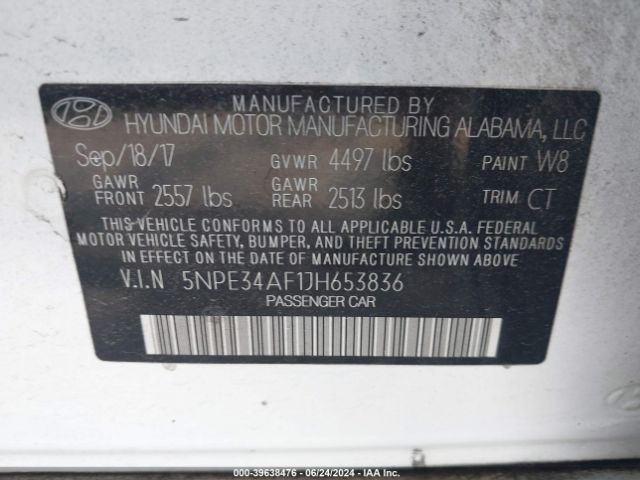 MANUFACTURED BY
HYUNDAI MOTOR MANUFACTURING ALABAMA, LLC
Sep/18/17 GVWR 4497 lbs PAINT W8
GAWR FRONT 2557 lbs GAWR REAR 2513 lbs TRIM CT
THIS VEHICLE CONFORMS TO ALL APPLICABLE U.S.A. FEDERAL
MOTOR VEHICLE SAFETY, BUMPER, AND THEFT PREVENTION STANDARDS
IN EFFECT ON THE DATE OF MANUFACTURE SHOWN ABOVE.
V.I.N 5NPE34AF1JH653836
PASSENGER CAR
000-39638476 - 06/24/2024 - IAA Inc.